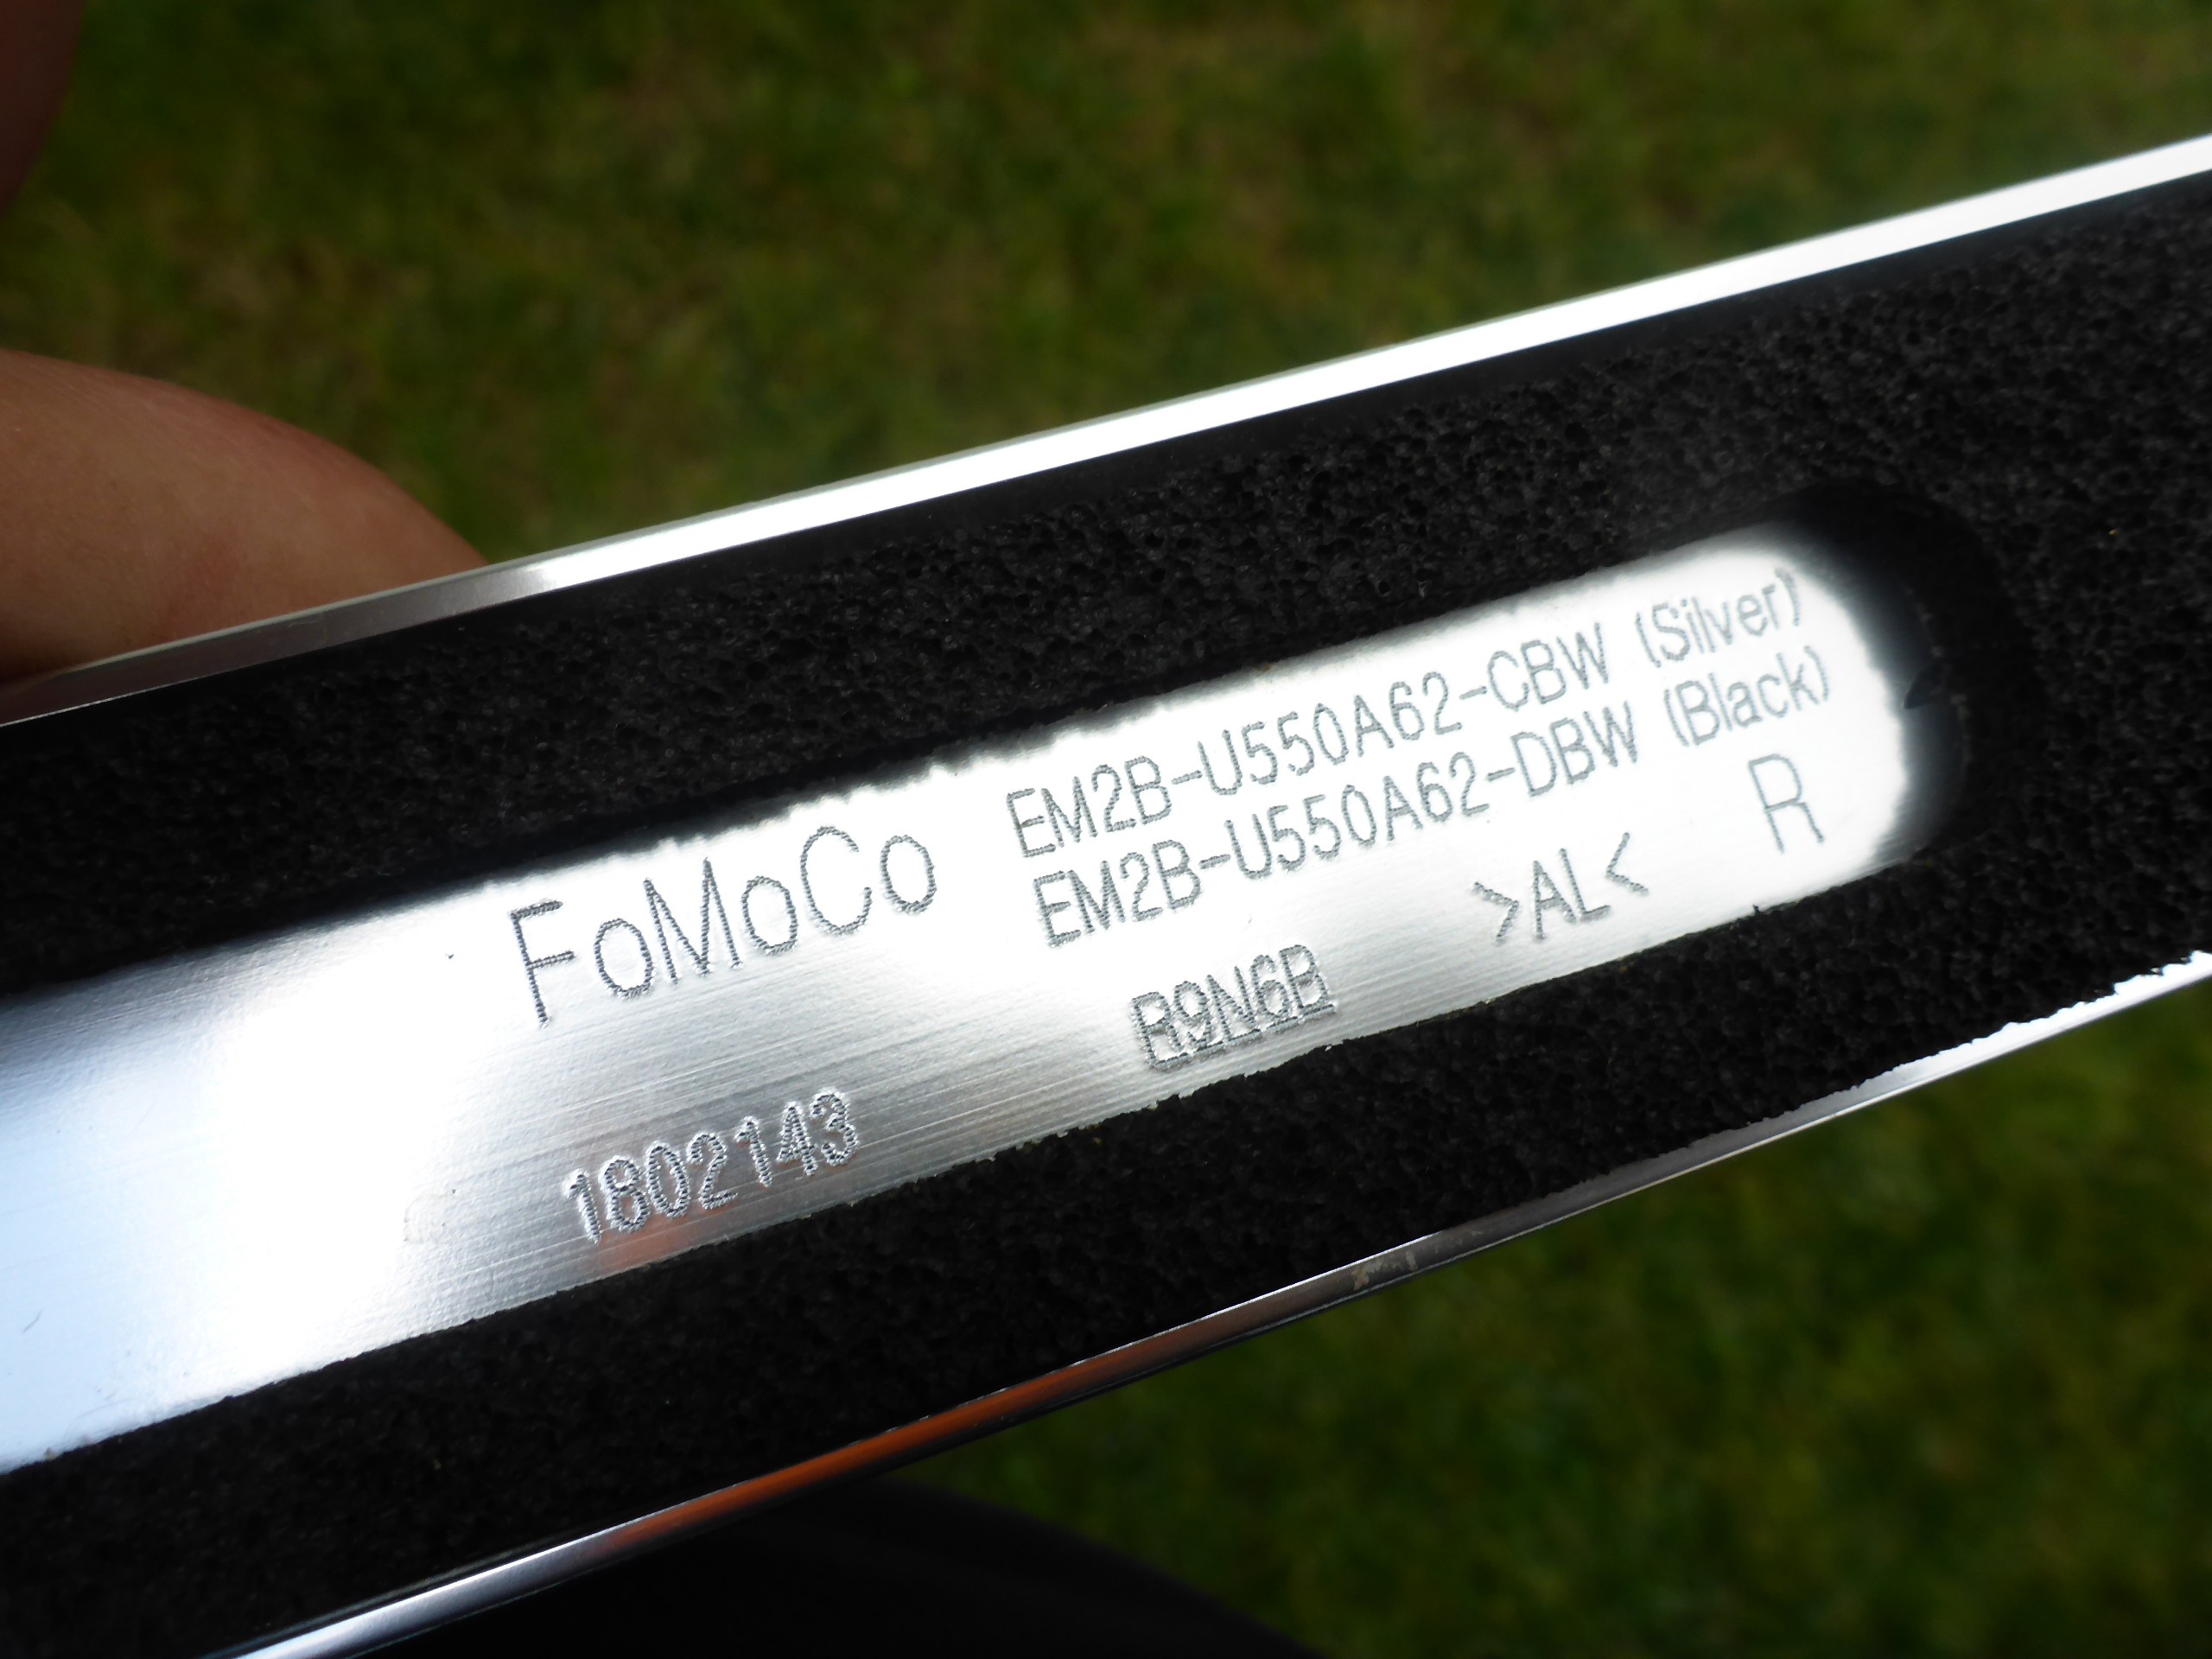 FoMoCo
EM2B-U550A62-CBW (Silver)
EM2B-U550A62-DBW (Black)
>AL<
R
R9N6B
1802143